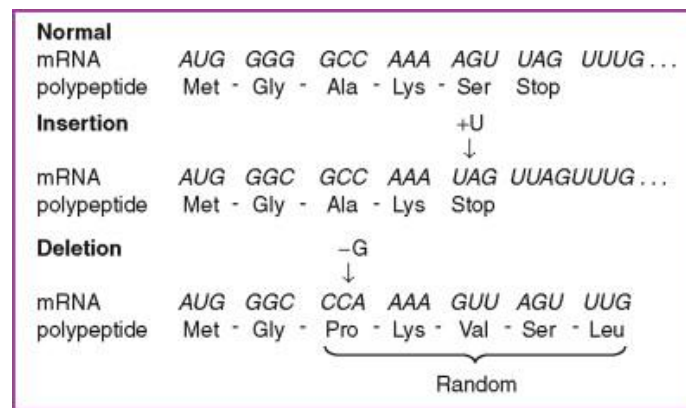 Normal
mRNA AUG GGG GCC AAA AGU UAG UUUG...
polypeptide Met - Gly - Ala - Lys - Ser Stop
Insertion +U
↓
mRNA AUG GGC GCC AAA UAG UUAGUUUG...
polypeptide Met - Gly - Ala - Lys Stop
Deletion −G
↓
mRNA AUG GGC CCA AAA GUU AGU UUG
polypeptide Met - Gly - Pro - Lys - Val - Ser - Leu
Random